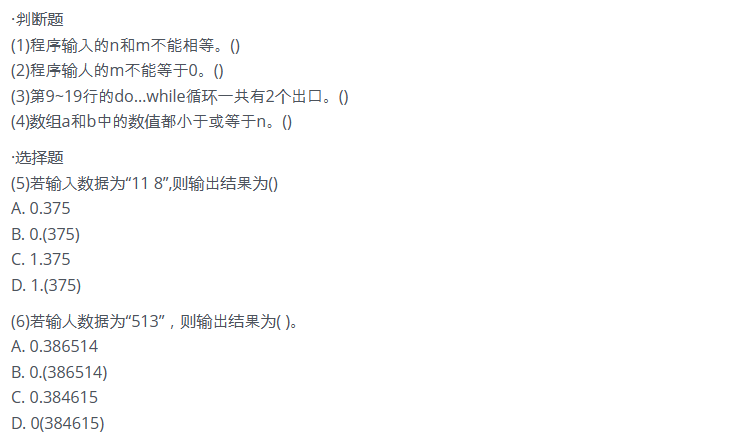 ·判断题
(1)程序输入的n和m不能相等。()
(2)程序输人的m不能等于0。()
(3)第9~19行的do...while循环一共有2个出口。()
(4)数组a和b中的数值都小于或等于n。()
·选择题
(5)若输入数据为“11 8”,则输出结果为()
A. 0.375
B. 0.(375)
C. 1.375
D. 1.(375)
(6)若输人数据为“513”，则输出结果为( )。
A. 0.386514
B. 0.(386514)
C. 0.384615
D. 0(384615)